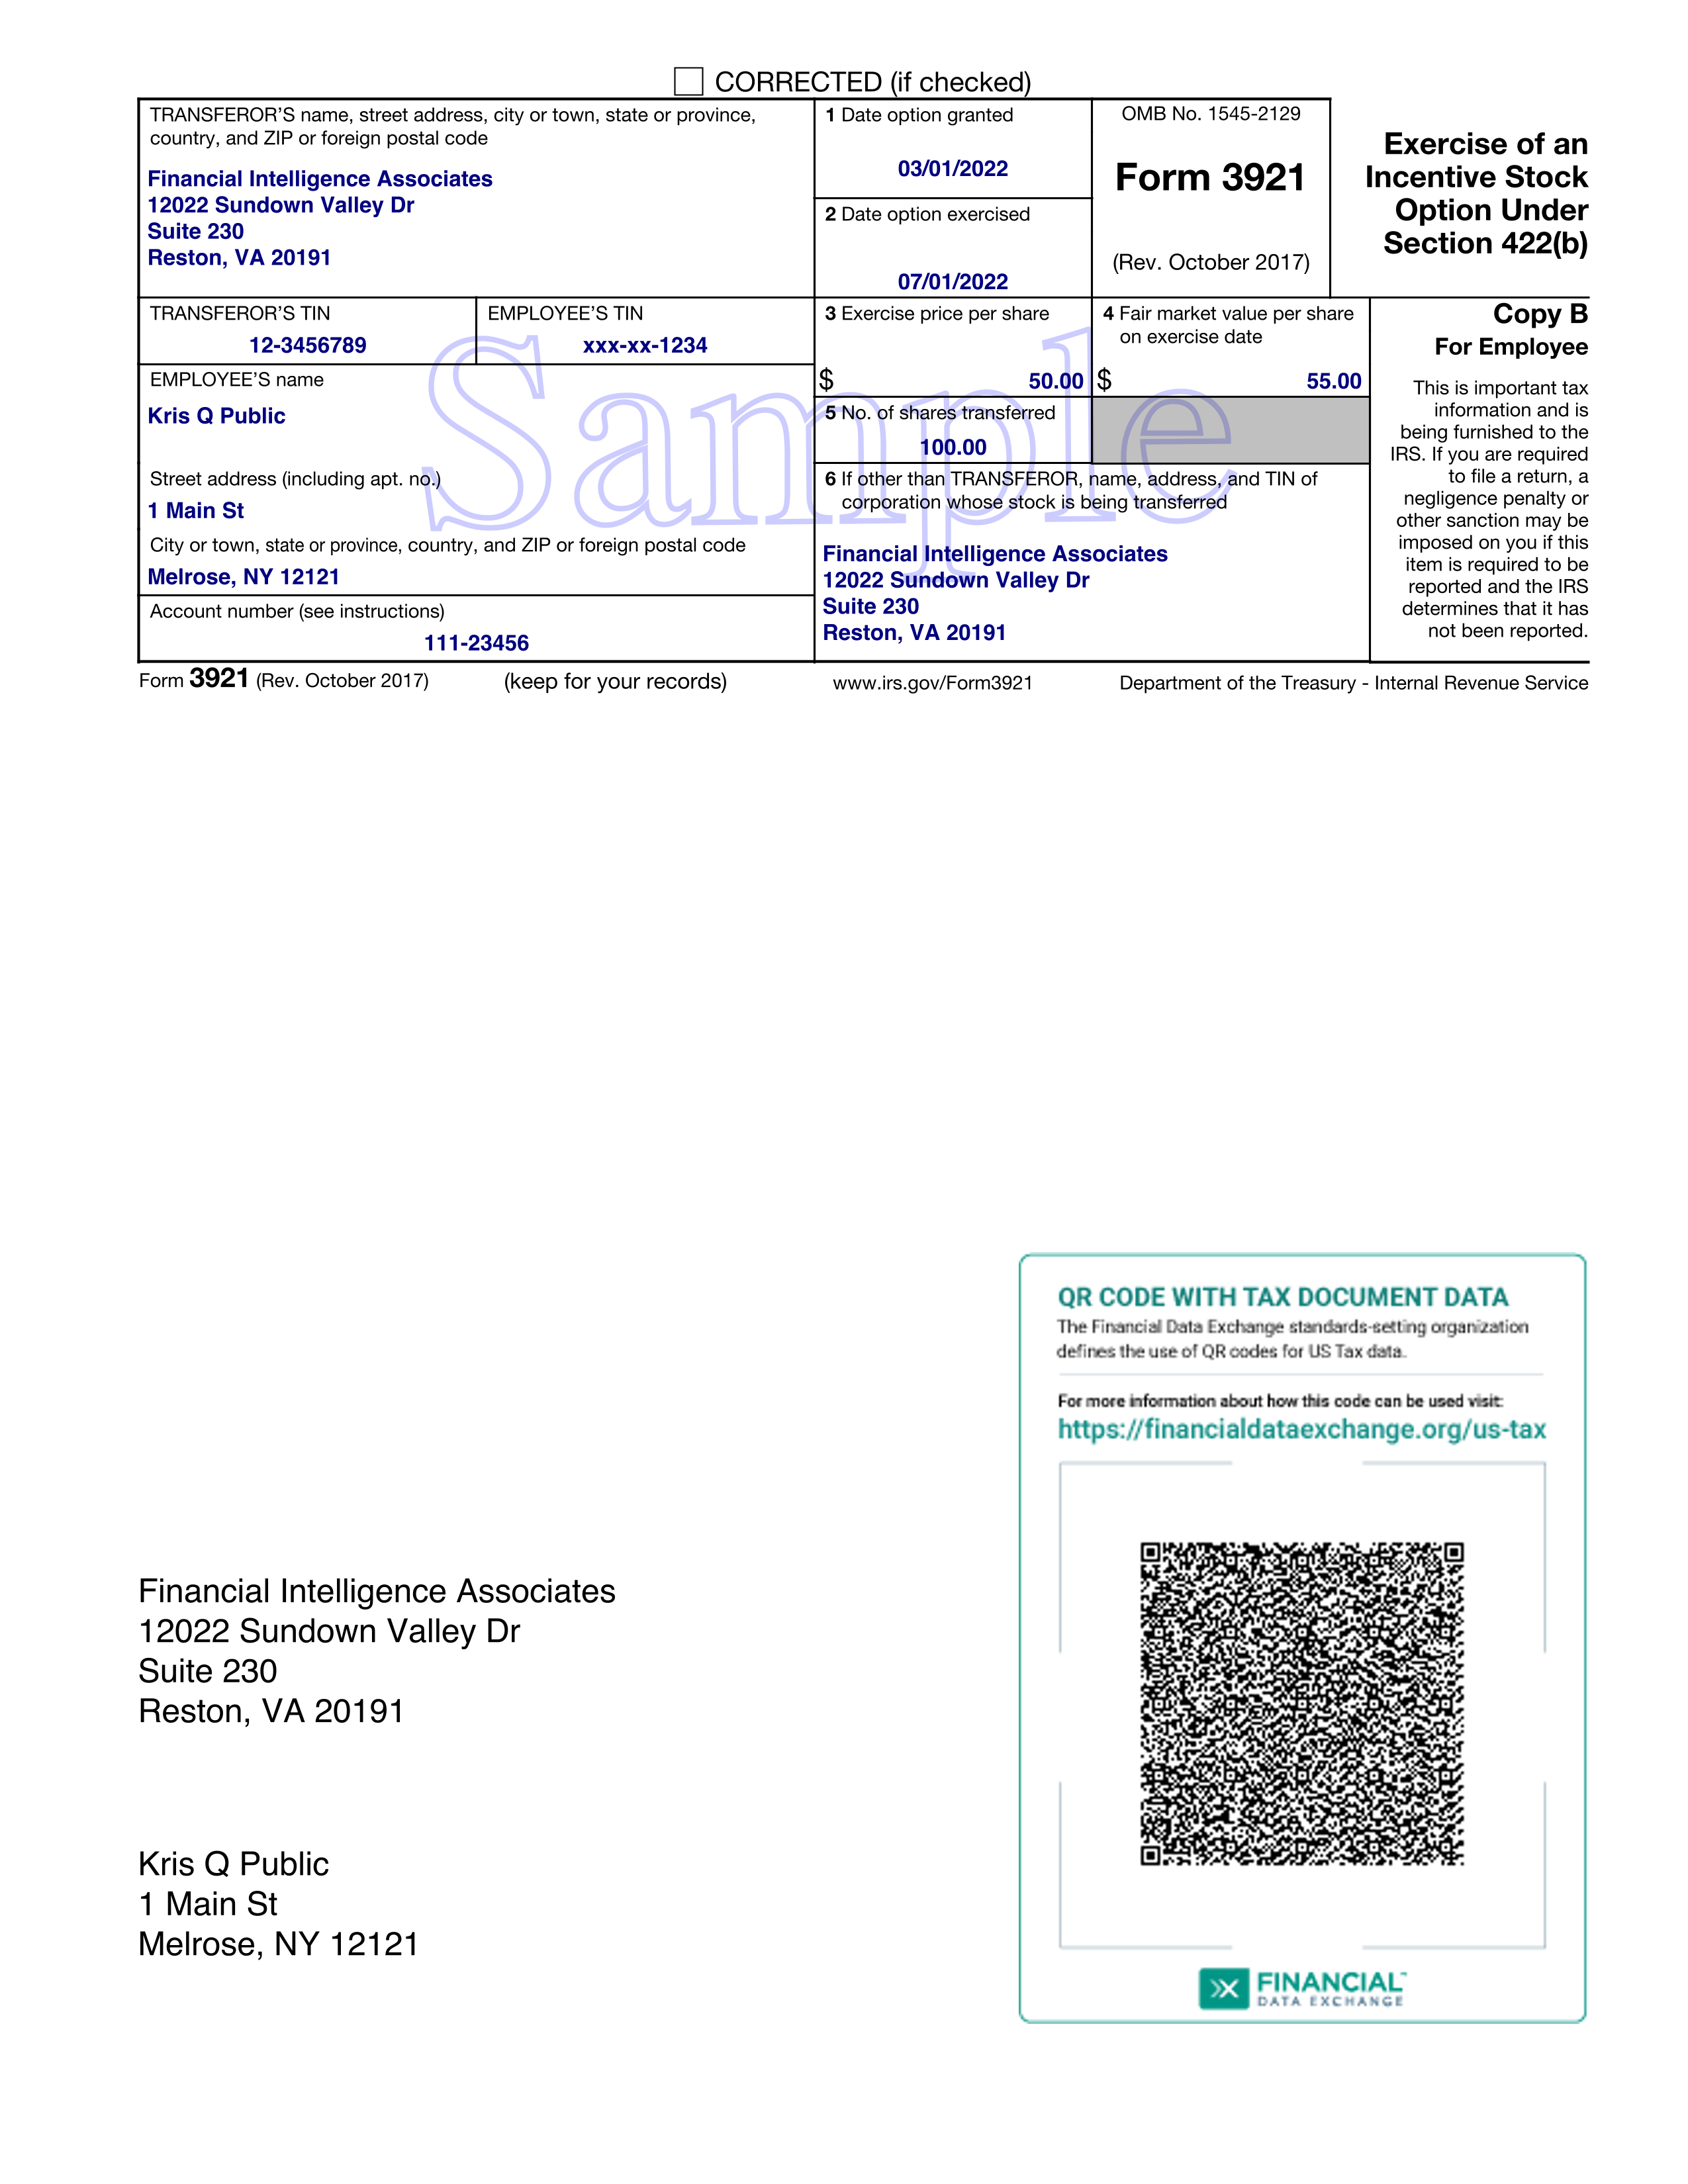 CORRECTED (if checked)
TRANSFEROR'S name, street address, city or town, state or province,
country, and ZIP or foreign postal code
Financial Intelligence Associates
12022 Sundown Valley Dr
Suite 230
Reston, VA 20191
1 Date option granted
03/01/2022
2 Date option exercised
07/01/2022
OMB No. 1545-2129
Form 3921
(Rev. October 2017)
Exercise of an
Incentive Stock
Option Under
Section 422(b)
TRANSFEROR'S TIN
12-3456789
EMPLOYEE'S TIN
xxx-xx-1234
3 Exercise price per share
$ 50.00
4 Fair market value per share
on exercise date
$ 55.00
Copy B
For Employee
This is important tax
information and is
being furnished to the
IRS. If you are required
to file a return, a
negligence penalty or
other sanction may be
imposed on you if this
item is required to be
reported and the IRS
determines that it has
not been reported.
EMPLOYEE'S name
Kris Q Public
5 No. of shares transferred
100.00
Sample
Street address (including apt. no.)
1 Main St
City or town, state or province, country, and ZIP or foreign postal code
Melrose, NY 12121
6 If other than TRANSFEROR, name, address, and TIN of
corporation whose stock is being transferred
Financial Intelligence Associates
12022 Sundown Valley Dr
Suite 230
Reston, VA 20191
Account number (see instructions)
111-23456
Form 3921 (Rev. October 2017) (keep for your records) www.irs.gov/Form3921 Department of the Treasury - Internal Revenue Service
QR CODE WITH TAX DOCUMENT DATA
The Financial Data Exchange standards-setting organization
defines the use of QR codes for US Tax data.
For more information about how this code can be used visit:
https://financialdataexchange.org/us-tax
Financial Intelligence Associates
12022 Sundown Valley Dr
Suite 230
Reston, VA 20191
Kris Q Public
1 Main St
Melrose, NY 12121
FINANCIAL™
DATA EXCHANGE